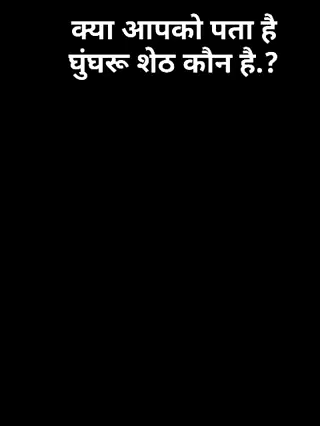 क्या आपको पता है
घुंघरू शेठ कौन है.?